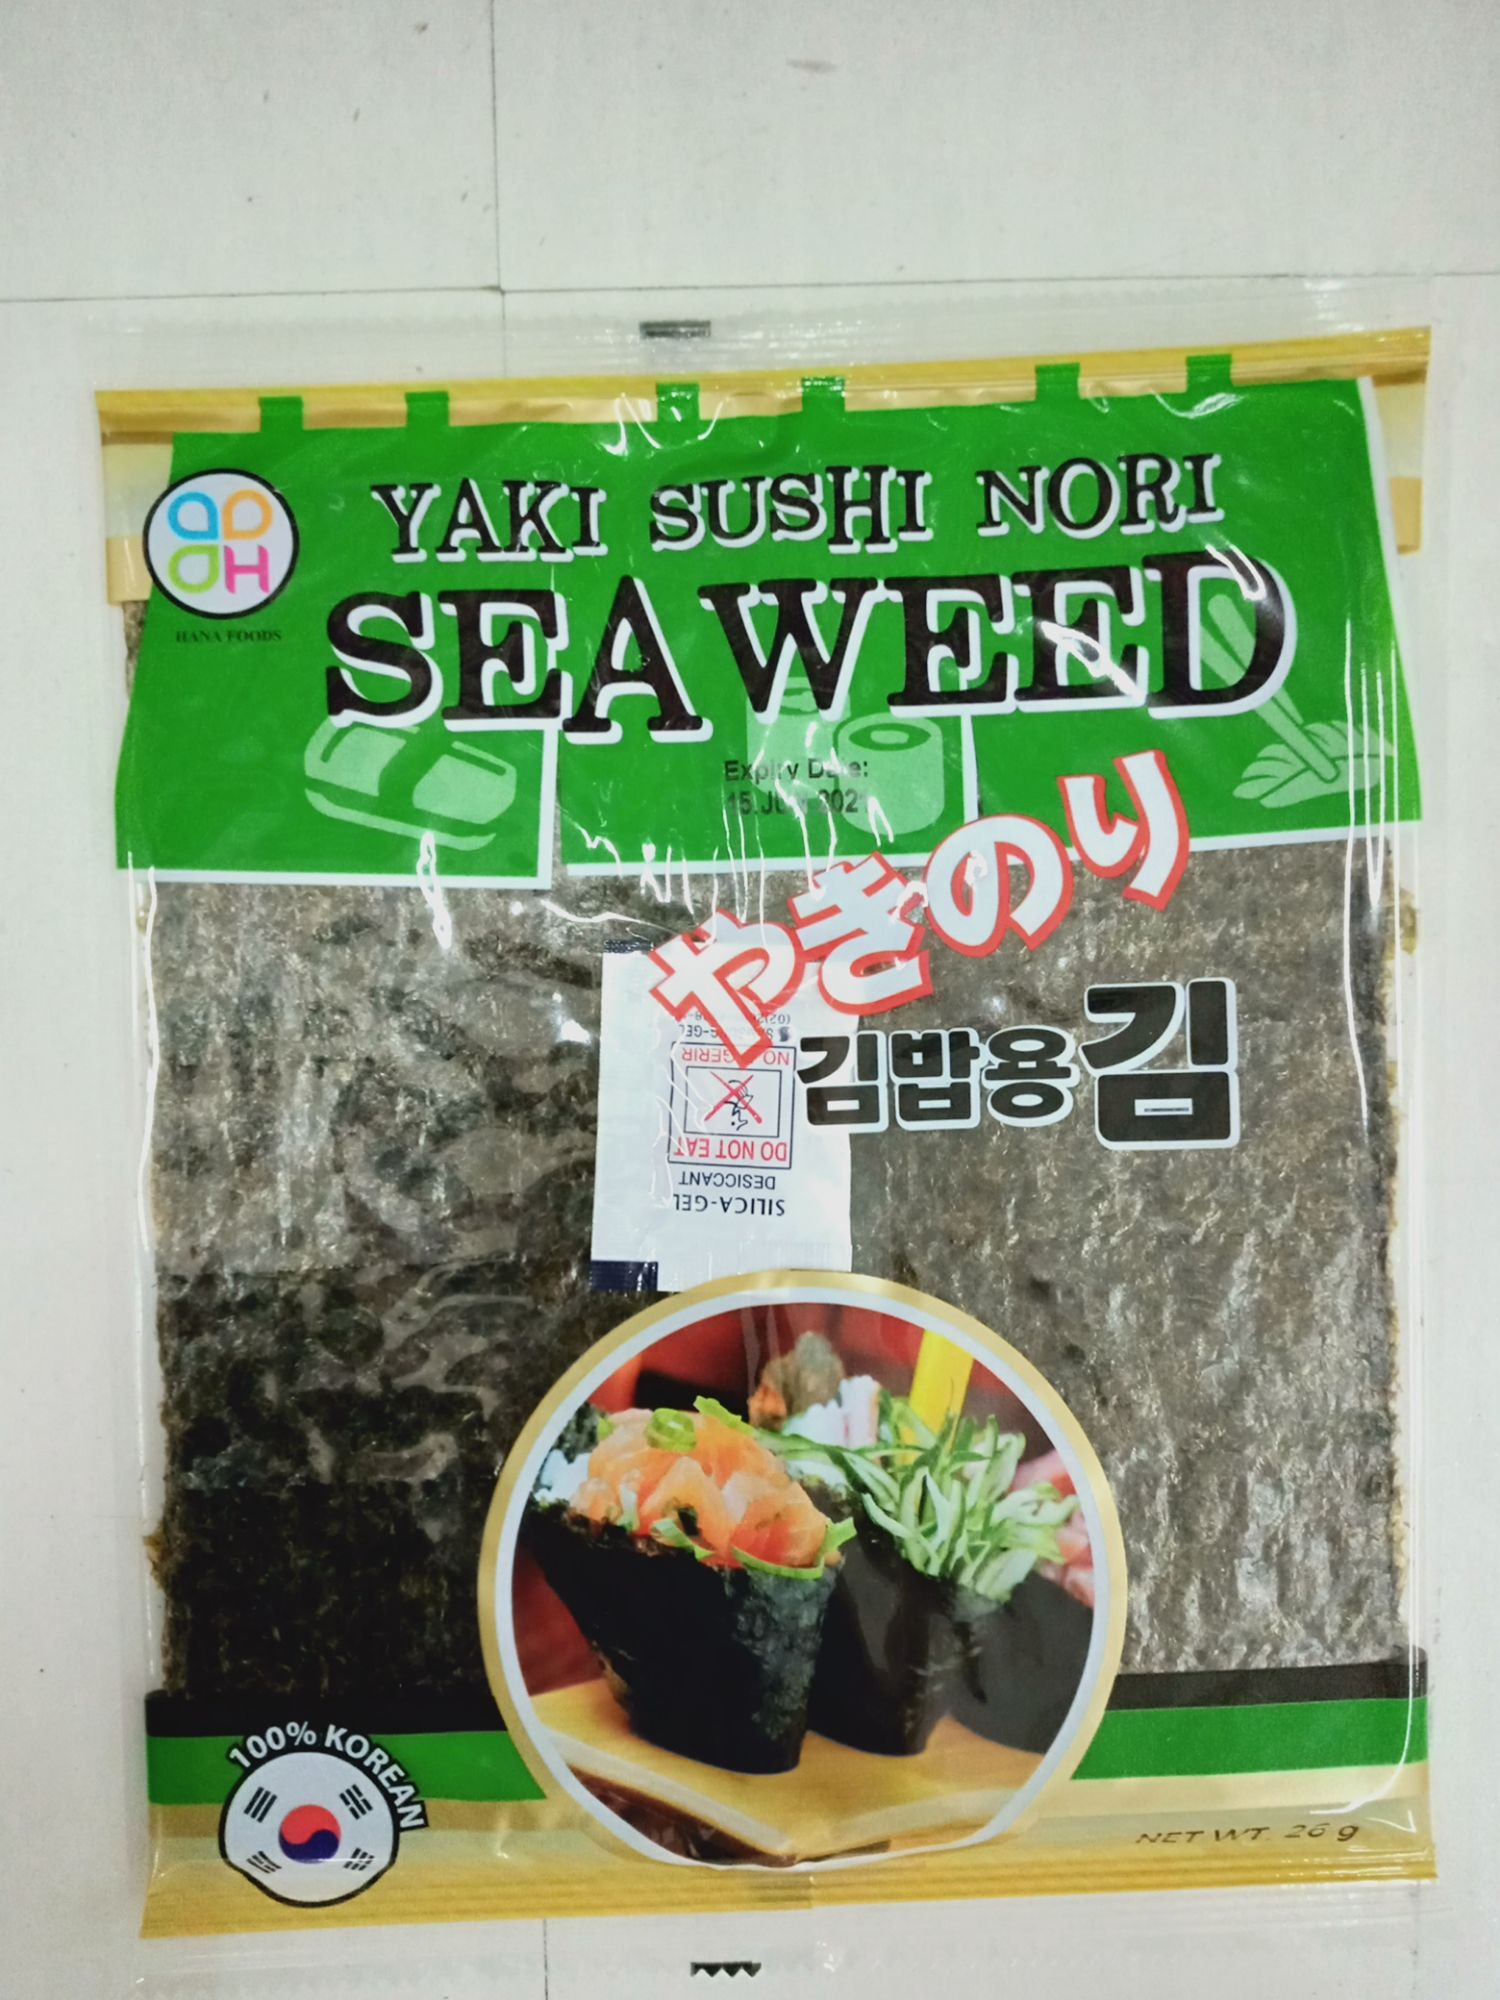 YAKI SUSHI NORI
SEAWEED
H
HANA FOODS
Expiry Date:
やきのり
김밥용김
DO NOT EAT
DESICCANT
SILICA-GEL
100% KOREAN
NET WT. 26 g